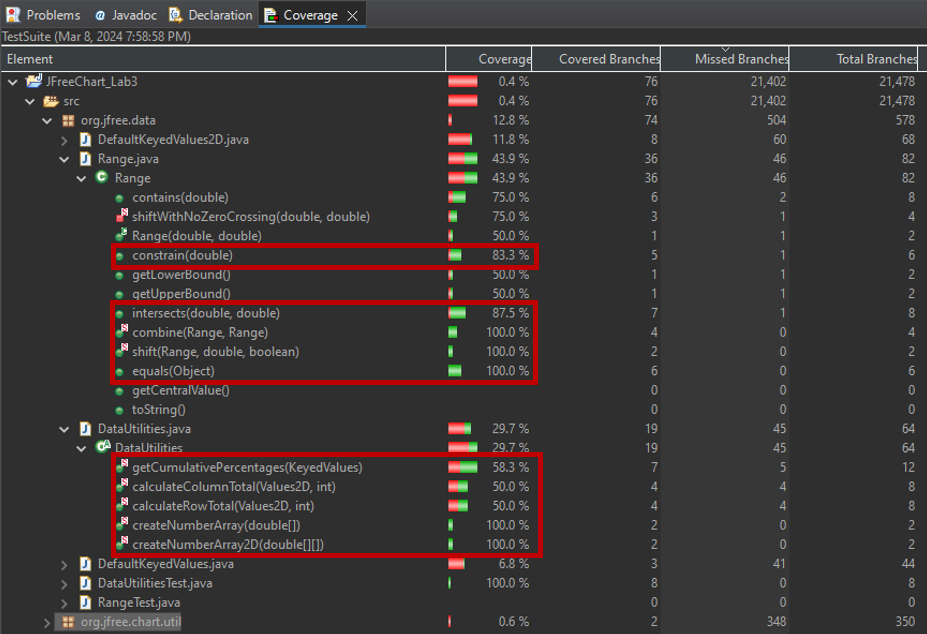 Problems @ Javadoc Declaration Coverage
TestSuite (Mar 8, 2024 7:58:58 PM)
Element Coverage Covered Branches Missed Branches Total Branches
JFreeChart_Lab3 0.4 % 76 21,402 21,478
src 0.4 % 76 21,402 21,478
org.jfree.data 12.8 % 74 504 578
DefaultKeyedValues2D.java 11.8 % 8 60 68
Range.java 43.9 % 36 46 82
Range 43.9 % 36 46 82
contains(double) 75.0 % 6 2 8
shiftWithNoZeroCrossing(double, double) 75.0 % 3 1 4
Range(double, double) 50.0 % 1 1 2
constrain(double) 83.3 % 5 1 6
getLowerBound() 50.0 % 1 1 2
getUpperBound() 50.0 % 1 1 2
intersects(double, double) 87.5 % 7 1 8
combine(Range, Range) 100.0 % 4 0 4
shift(Range, double, boolean) 100.0 % 2 0 2
equals(Object) 100.0 % 6 0 6
getCentralValue() 0 0 0
toString() 0 0 0
DataUtilities.java 29.7 % 19 45 64
DataUtilities 29.7 % 19 45 64
getCumulativePercentages(KeyedValues) 58.3 % 7 5 12
calculateColumnTotal(Values2D, int) 50.0 % 4 4 8
calculateRowTotal(Values2D, int) 50.0 % 4 4 8
createNumberArray(double[]) 100.0 % 2 0 2
createNumberArray2D(double[][]) 100.0 % 2 0 2
DefaultKeyedValues.java 6.8 % 3 41 44
DataUtilitiesTest.java 100.0 % 8 0 8
RangeTest.java 0 0 0
org.jfree.chart.util 0.6 % 2 348 350